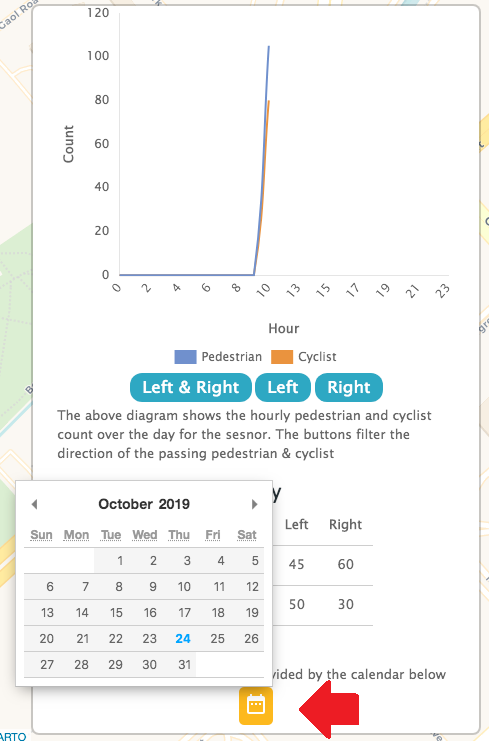 Gaol Roa
120
100
80
60
40
20
0
Count
0 2 4 6 8 10 13 15 17 19 21 23
Hour
Pedestrian Cyclist
Left & Right Left Right
The above diagram shows the hourly pedestrian and cyclist
count over the day for the sesnor. The buttons filter the
direction of the passing pedestrian & cyclist
y
October 2019
Left Right
Sun Mon Tue Wed Thu Fri Sat
1 2 3 4 5
45 60
6 7 8 9 10 11 12
50 30
13 14 15 16 17 18 19
20 21 22 23 24 25 26
27 28 29 30 31
vided by the calendar below
ARTO